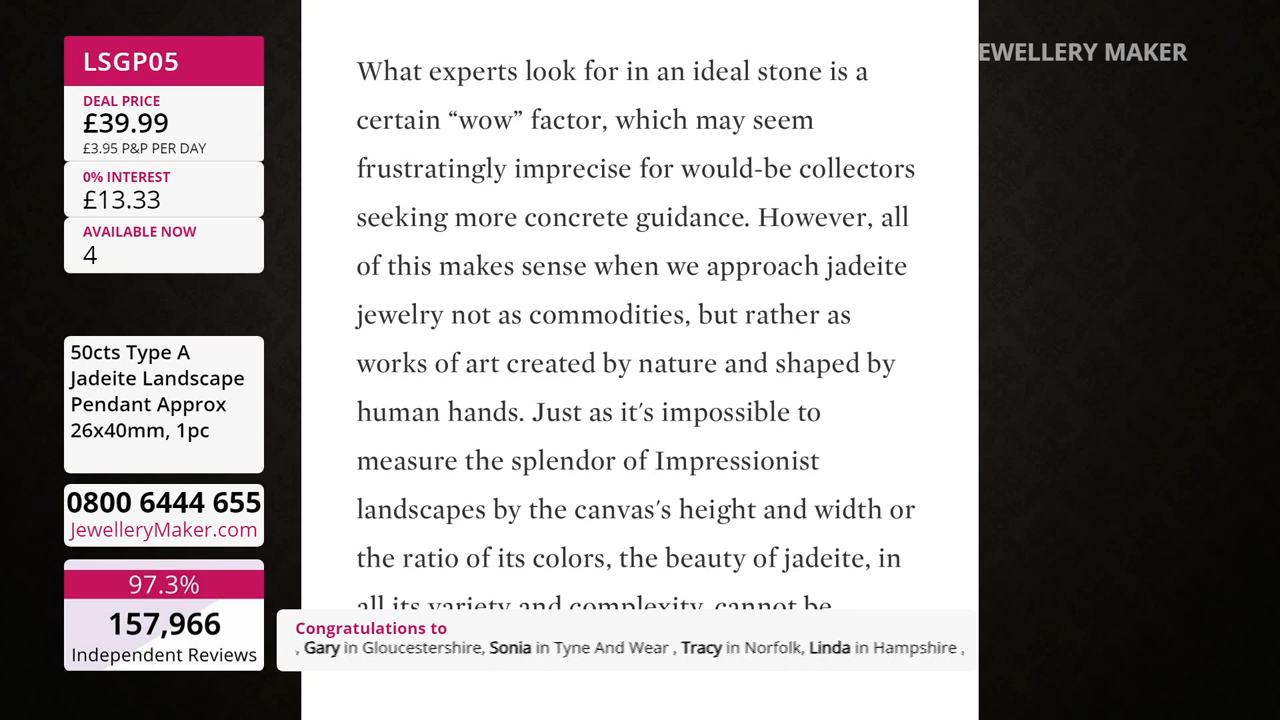 LSGP05
DEAL PRICE
£39.99
£3.95 P&P PER DAY
0% INTEREST
£13.33
AVAILABLE NOW
4
50cts Type A
Jadeite Landscape
Pendant Approx
26x40mm, 1pc
0800 6444 655
JewelleryMaker.com
97.3%
157,966
Independent Reviews
What experts look for in an ideal stone is a
certain “wow” factor, which may seem
frustratingly imprecise for would-be collectors
seeking more concrete guidance. However, all
of this makes sense when we approach jadeite
jewelry not as commodities, but rather as
works of art created by nature and shaped by
human hands. Just as it's impossible to
measure the splendor of Impressionist
landscapes by the canvas's height and width or
the ratio of its colors, the beauty of jadeite, in
all its variety and complexity, cannot be
Congratulations to
, Gary in Gloucestershire, Sonia in Tyne And Wear , Tracy in Norfolk, Linda in Hampshire ,
EWELLERY MAKER